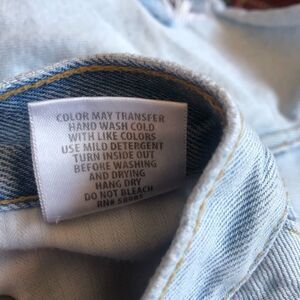 COLOR MAY TRANSFER
HAND WASH COLD
WITH LIKE COLORS
USE MILD DETERGENT
TURN INSIDE OUT
BEFORE WASHING
AND DRYING
HANG DRY
DO NOT BLEACH
RN#